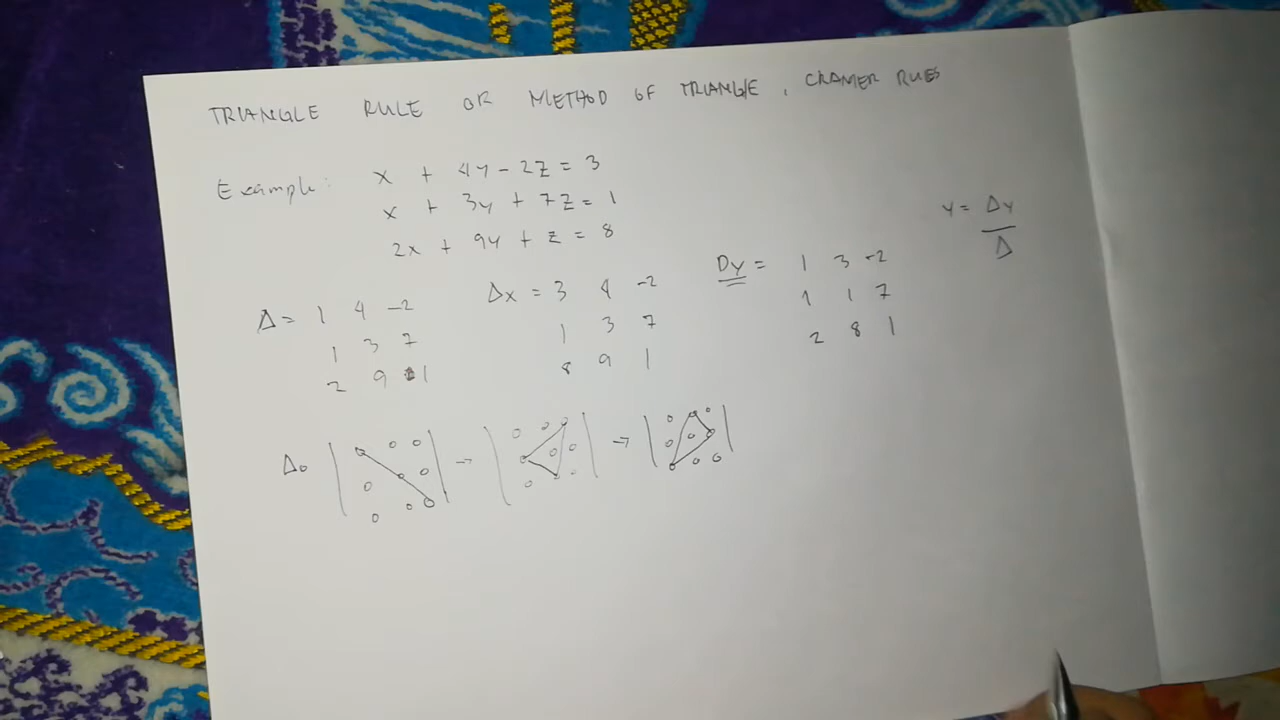 TRIANGLE RULE OR METHOD OF TRIANGLE, CRAMER RULES
Example: x + 4y - 2z = 3
x + 3y + 7z = 1
2x + 9y + z = 8
y = Δy / Δ
Δ = 1 4 -2
1 3 7
2 9 1
Δx = 3 4 -2
1 3 7
8 9 1
Dy = 1 3 -2
1 1 7
2 8 1
Δ0